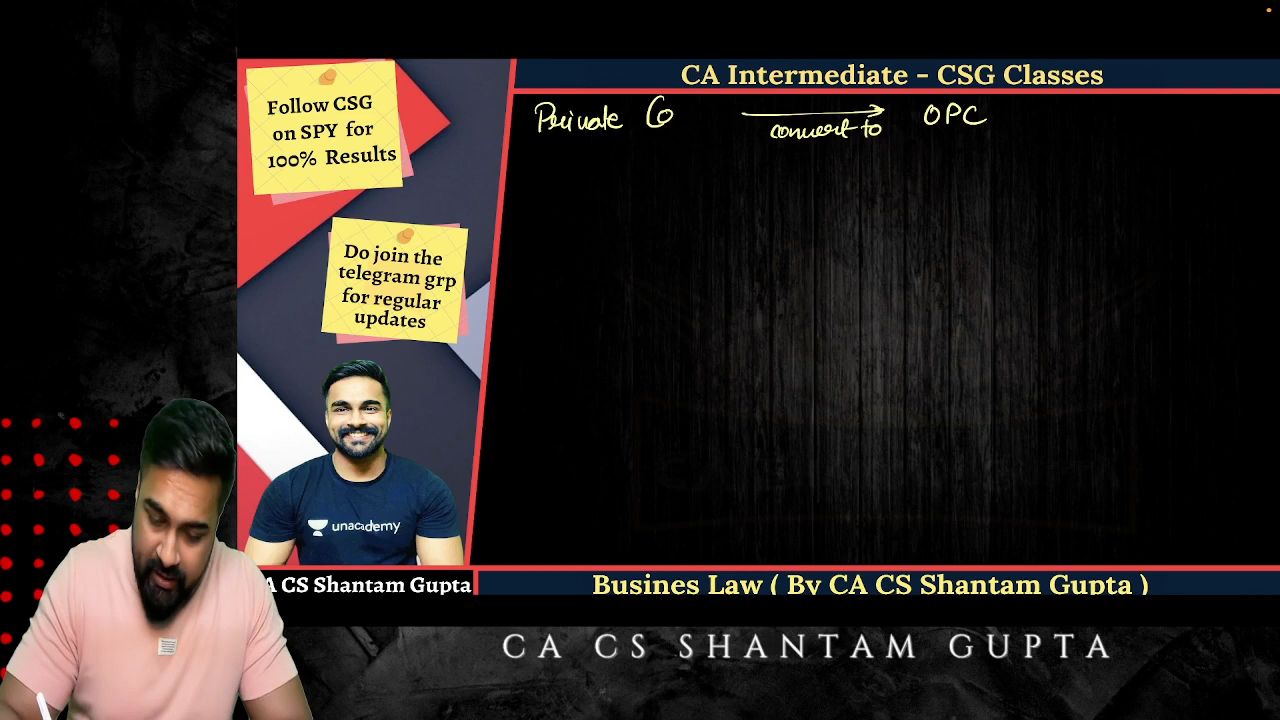 CA Intermediate - CSG Classes
Follow CSG
on SPY for
100% Results
Private Co
convert to
OPC
Do join the
telegram grp
for regular
updates
unacademy
A CS Shantam Gupta
Busines Law ( By CA CS Shantam Gupta )
CA CS SHANTAM GUPTA